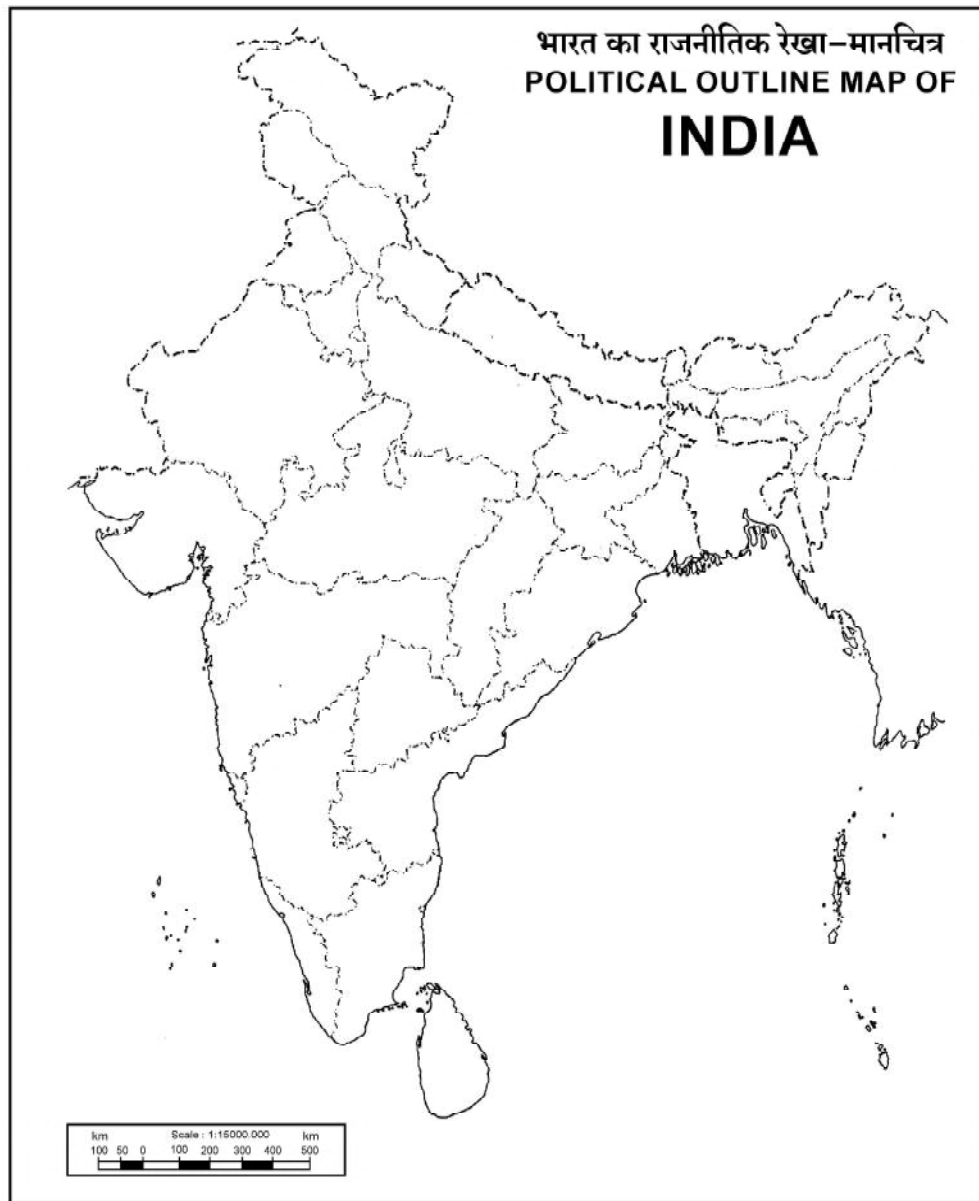 भारत का राजनीतिक रेखा–मानचित्र
POLITICAL OUTLINE MAP OF
INDIA
km Scale : 1:15000.000 km
100 50 0 100 200 300 400 500